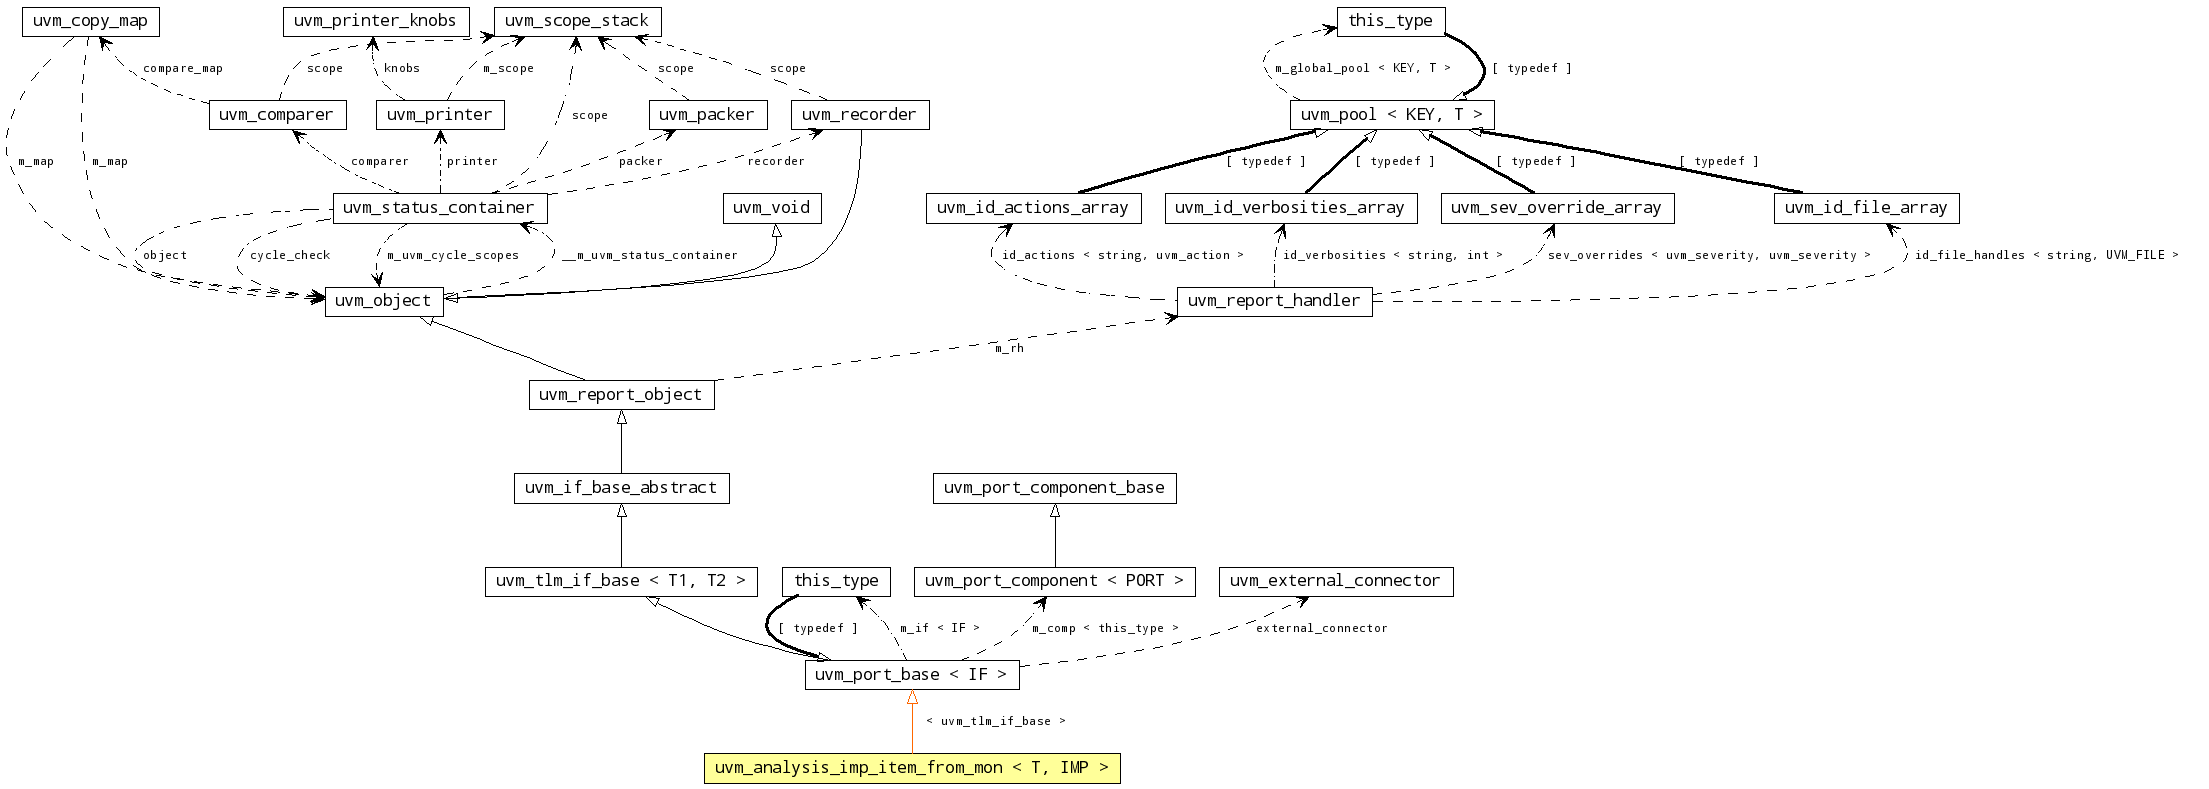 uvm_copy_map
uvm_printer_knobs
uvm_scope_stack
this_type
compare_map
scope
knobs
m_scope
scope
scope
m_global_pool < KEY, T >
[ typedef ]
uvm_comparer
uvm_printer
scope
uvm_packer
uvm_recorder
uvm_pool < KEY, T >
m_map
m_map
comparer
printer
packer
recorder
[ typedef ]
[ typedef ]
[ typedef ]
[ typedef ]
uvm_status_container
uvm_void
uvm_id_actions_array
uvm_id_verbosities_array
uvm_sev_override_array
uvm_id_file_array
object
cycle_check
m_uvm_cycle_scopes
__m_uvm_status_container
id_actions < string, uvm_action >
id_verbosities < string, int >
sev_overrides < uvm_severity, uvm_severity >
id_file_handles < string, UVM_FILE >
uvm_object
uvm_report_handler
m_rh
uvm_report_object
uvm_if_base_abstract
uvm_port_component_base
uvm_tlm_if_base < T1, T2 >
this_type
uvm_port_component < PORT >
uvm_external_connector
[ typedef ]
m_if < IF >
m_comp < this_type >
external_connector
uvm_port_base < IF >
< uvm_tlm_if_base >
uvm_analysis_imp_item_from_mon < T, IMP >